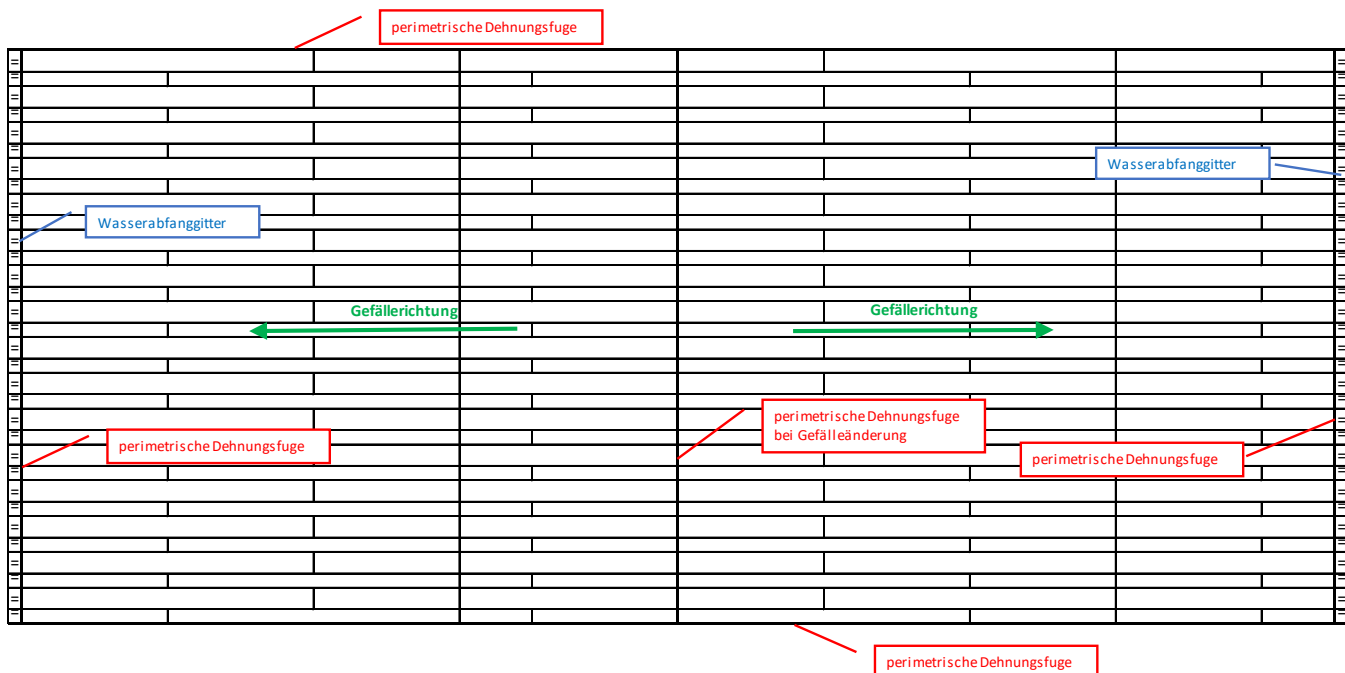 perimetrische Dehnungsfuge
Wasserabfanggitter
Wasserabfanggitter
Gefällerichtung
Gefällerichtung
perimetrische Dehnungsfuge
bei Gefälleänderung
perimetrische Dehnungsfuge
perimetrische Dehnungsfuge
perimetrische Dehnungsfuge